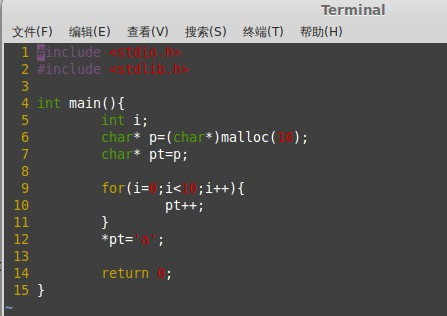 Terminal
文件(F) 编辑(E) 查看(V) 搜索(S) 终端(T) 帮助(H)
1 #include <stdio.h>
2 #include <stdlib.h>
3
4 int main(){
5         int i;
6         char* p=(char*)malloc(10);
7         char* pt=p;
8
9         for(i=0;i<10;i++){
10                 pt++;
11         }
12         *pt='a';
13
14         return 0;
15 }
~